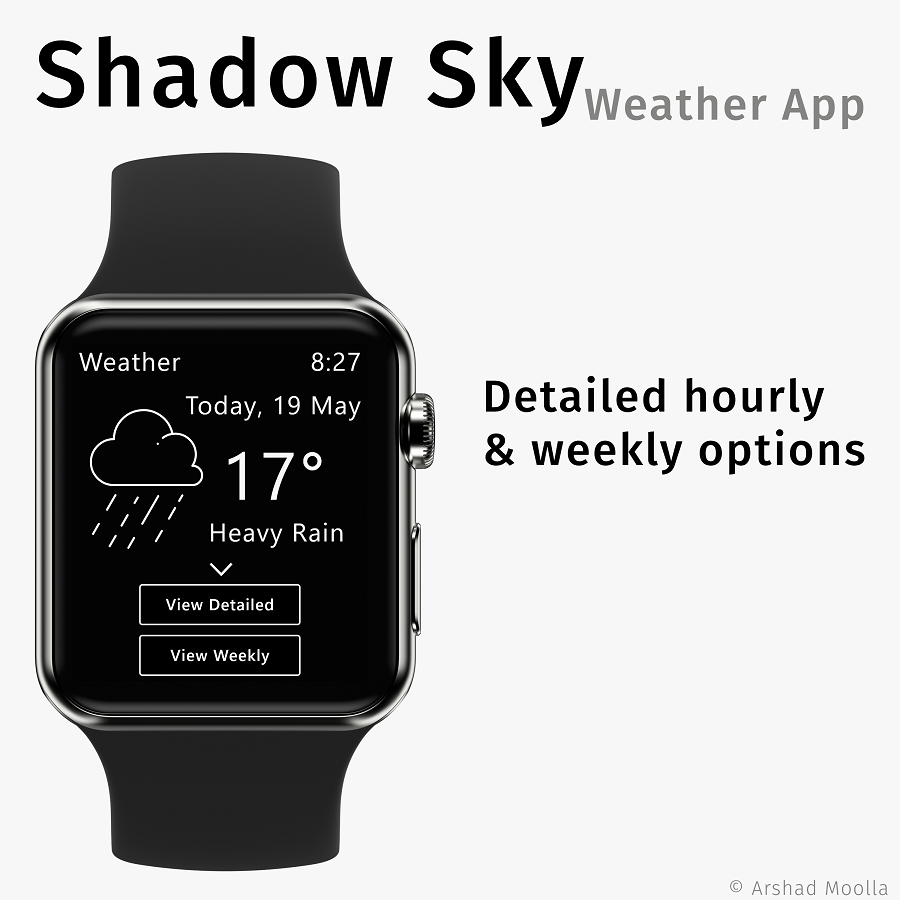 Shadow Sky Weather App
Weather 8:27
Today, 19 May
17°
Heavy Rain
View Detailed
View Weekly
Detailed hourly
& weekly options
© Arshad Moolla